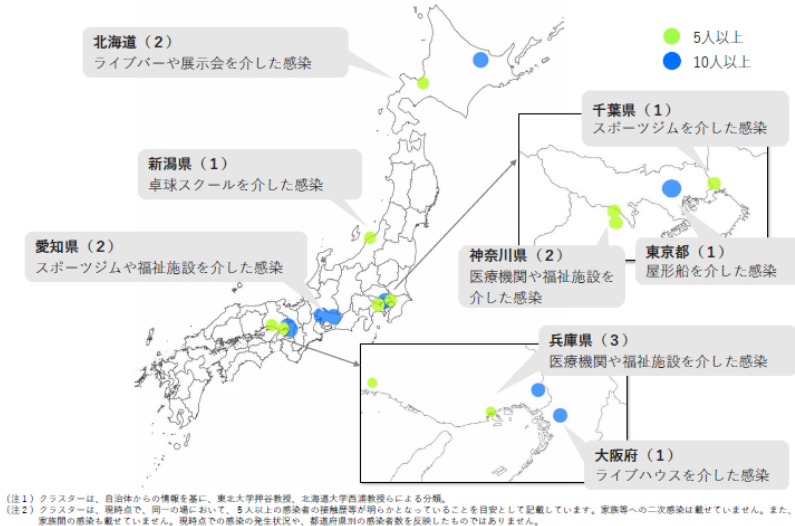 北海道（2）
ライブバーや展示会を介した感染
5人以上
10人以上
千葉県（1）
スポーツジムを介した感染
新潟県（1）
卓球スクールを介した感染
愛知県（2）
スポーツジムや福祉施設を介した感染
神奈川県（2）
医療機関や福祉施設を
介した感染
東京都（1）
屋形船を介した感染
兵庫県（3）
医療機関や福祉施設を介した感染
大阪府（1）
ライブハウスを介した感染
（注１）クラスターは、自治体からの情報を基に、東北大学押谷教授、北海道大学西浦教授らによる分類。
（注２）クラスターは、現時点で、同一の場において、５人以上の感染者の接触歴等が明らかとなっていることを目安として記載しています。家族等への二次感染は載せていません。また、
家族間の感染も載せていません。現時点での感染の発生状況や、都道府県別の感染者数を反映したものではありません。